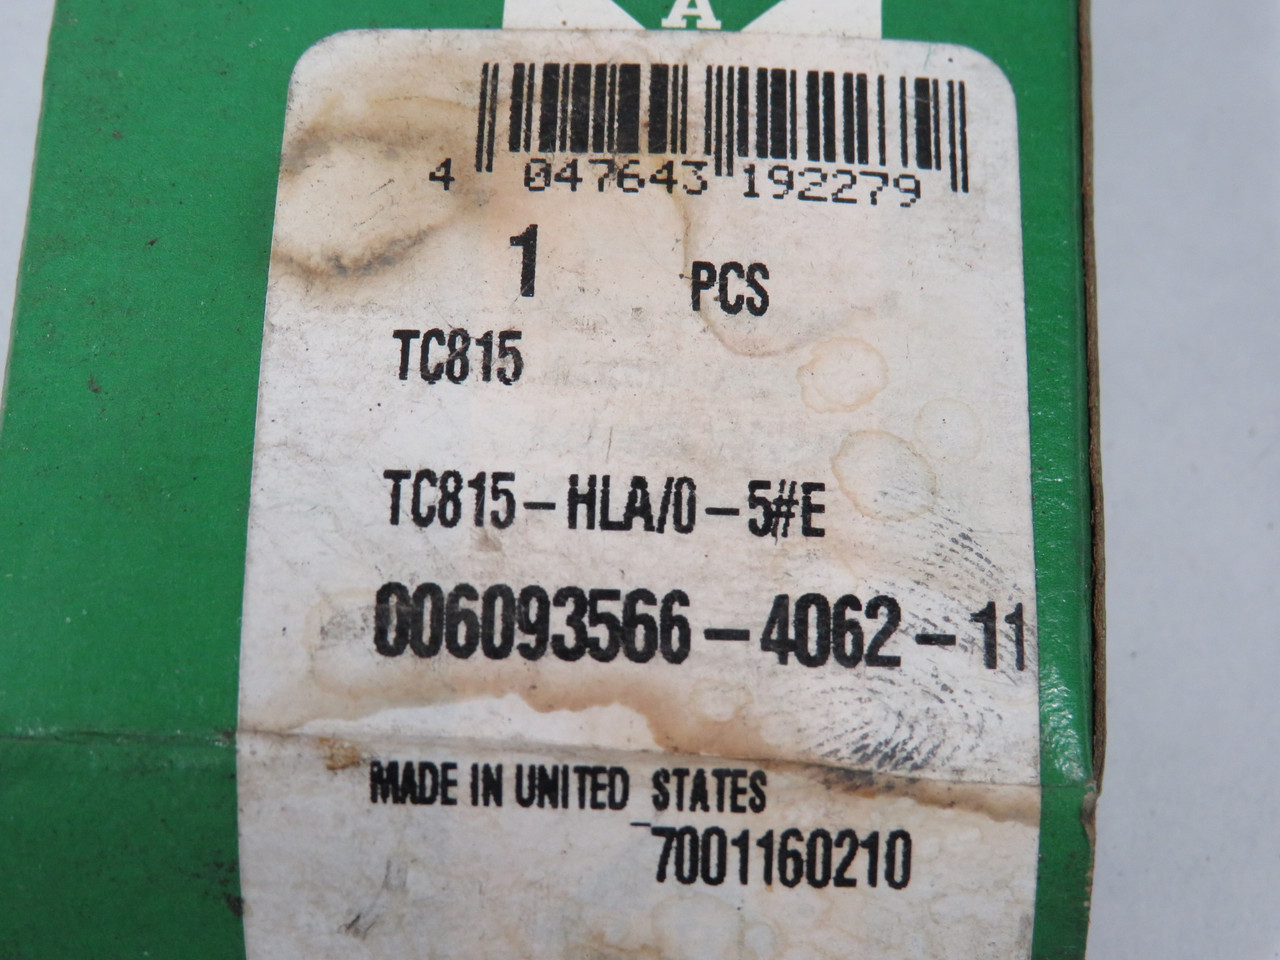 A
4 047643 192279
1 PCS
TC815
TC815-HLA/0-5#E
006093566-4062-11
MADE IN UNITED STATES
7001160210